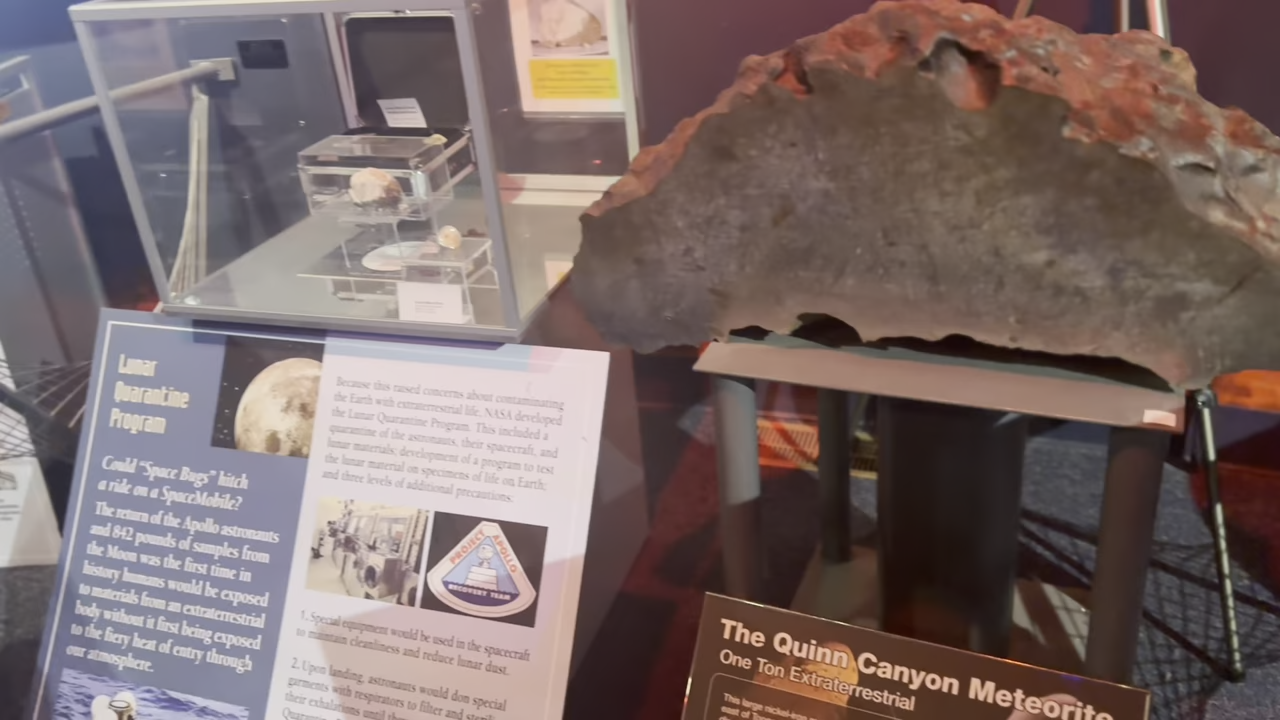 Lunar
Quarantine
Program
Could "Space Bugs" hitch
a ride on a SpaceMobile?
The return of the Apollo astronauts
and 842 pounds of samples from
the Moon was the first time in
history humans would be exposed
to materials from an extraterrestrial
body without it first being exposed
to the fiery heat of entry through
our atmosphere.
Because this raised concerns about contaminating
the Earth with extraterrestrial life, NASA developed
the Lunar Quarantine Program. This included a
quarantine of the astronauts, their spacecraft, and
lunar materials; development of a program to test
the lunar material on specimens of life on Earth;
and three levels of additional precautions:
PROJECT APOLLO
RECOVERY TEAM
1. Special equipment would be used in the spacecraft
to maintain cleanliness and reduce lunar dust.
2. Upon landing, astronauts would don special
garments with respirators to filter and
their exhalations until
The Quinn Canyon Meteorite
One Ton Extraterrestrial
This large nickel-iron
east of